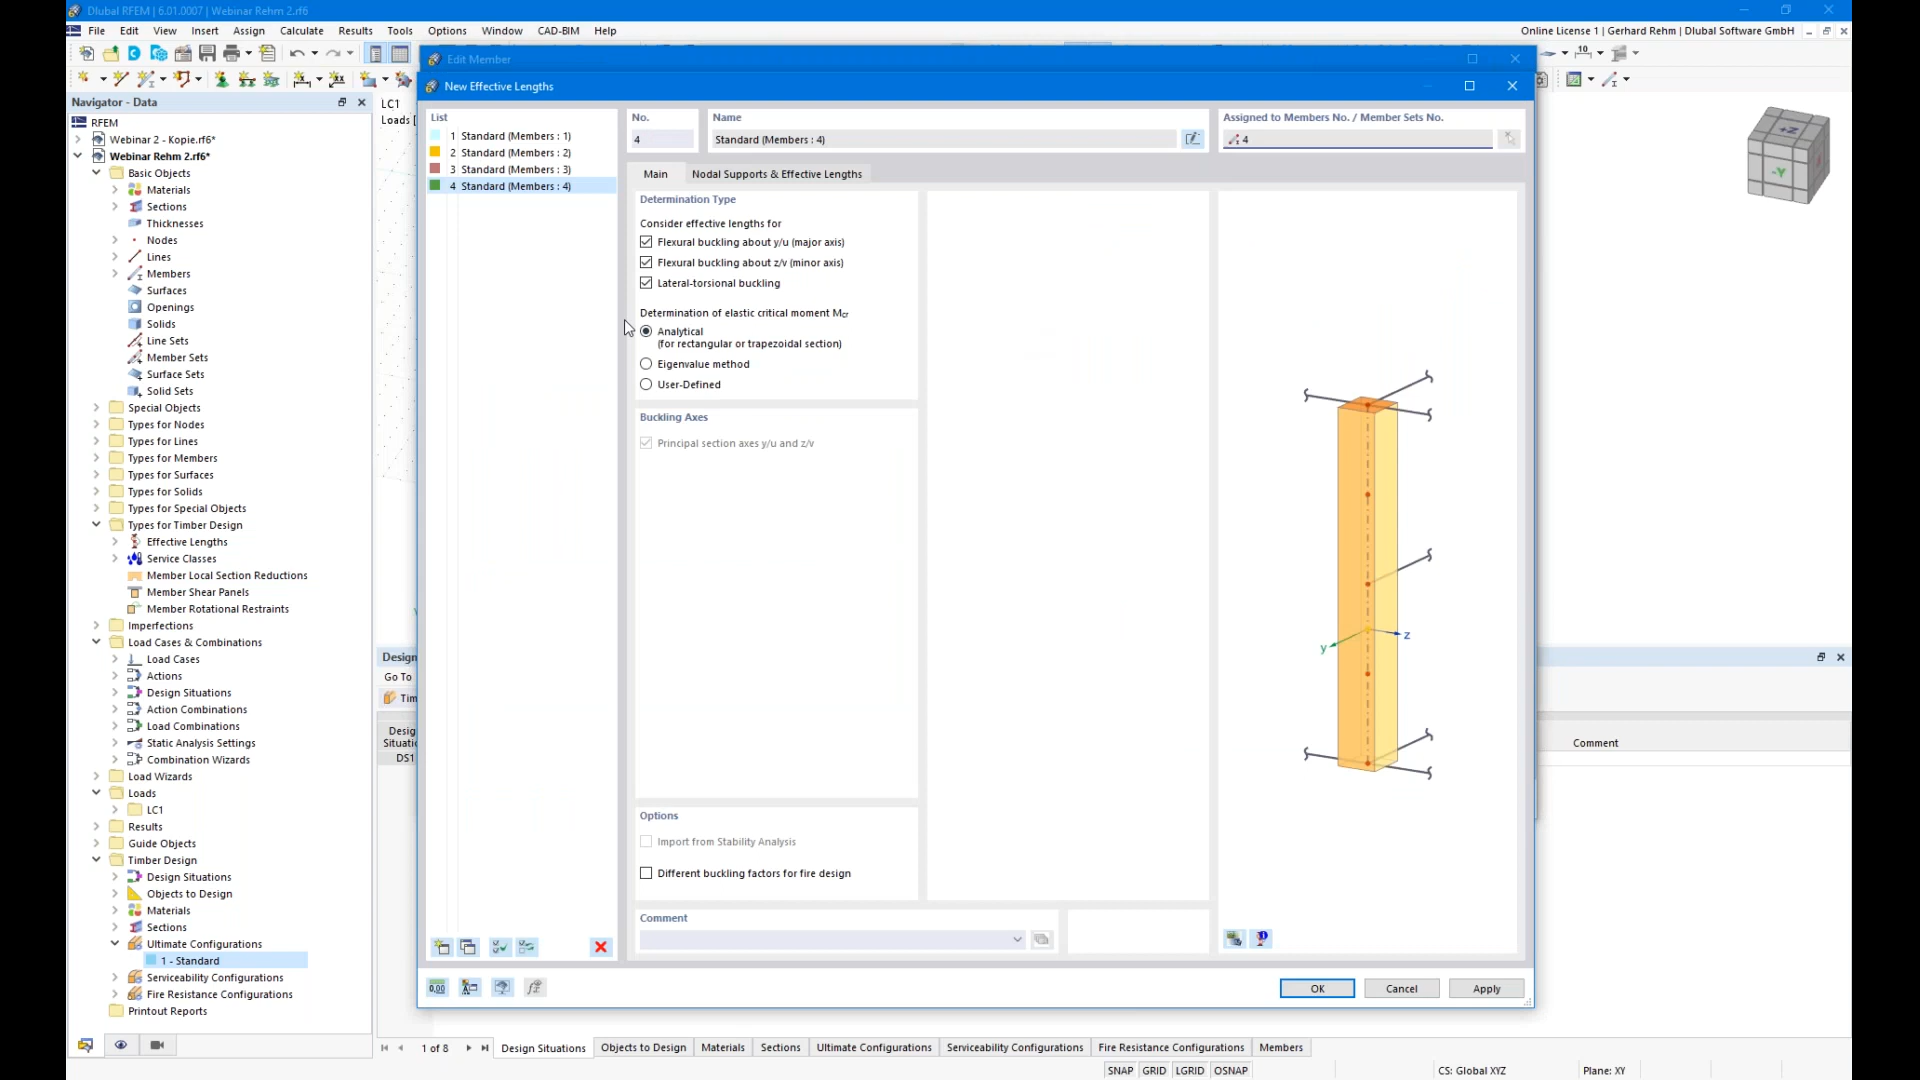 Dlubal RFEM | 6.01.0007 | Webinar Rehm 2.rf6
File Edit View Insert Assign Calculate Results Tools Options Window CAD-BIM Help
Online License 1 | Gerhard Rehm | Dlubal Software GmbH
Navigator - Data
RFEM
Webinar 2 - Kopie.rf6*
Webinar Rehm 2.rf6*
Basic Objects
Materials
Sections
Thicknesses
Nodes
Lines
Members
Surfaces
Openings
Solids
Line Sets
Member Sets
Surface Sets
Solid Sets
Special Objects
Types for Nodes
Types for Lines
Types for Members
Types for Surfaces
Types for Solids
Types for Special Objects
Types for Timber Design
Effective Lengths
Service Classes
Member Local Section Reductions
Member Shear Panels
Member Rotational Restraints
Imperfections
Load Cases & Combinations
Load Cases
Actions
Design Situations
Action Combinations
Load Combinations
Static Analysis Settings
Combination Wizards
Load Wizards
Loads
LC1
Results
Guide Objects
Timber Design
Design Situations
Objects to Design
Materials
Sections
Ultimate Configurations
1 - Standard
Serviceability Configurations
Fire Resistance Configurations
Printout Reports
LC1
Loads [
Edit Member
New Effective Lengths
List
1 Standard (Members : 1)
2 Standard (Members : 2)
3 Standard (Members : 3)
4 Standard (Members : 4)
No.
4
Name
Standard (Members : 4)
Assigned to Members No. / Member Sets No.
4
Main
Nodal Supports & Effective Lengths
Determination Type
Consider effective lengths for
Flexural buckling about y/u (major axis)
Flexural buckling about z/v (minor axis)
Lateral-torsional buckling
Determination of elastic critical moment Mcr
Analytical
(for rectangular or trapezoidal section)
Eigenvalue method
User-Defined
Buckling Axes
Principal section axes y/u and z/v
Options
Import from Stability Analysis
Different buckling factors for fire design
Comment
y
z
OK
Cancel
Apply
+Z
-Y
10
0,00
Design
Go To
Tim
Desig
Situatio
DS1
Comment
1 of 8
Design Situations
Objects to Design
Materials
Sections
Ultimate Configurations
Serviceability Configurations
Fire Resistance Configurations
Members
SNAP GRID LGRID OSNAP
CS: Global XYZ
Plane: XY